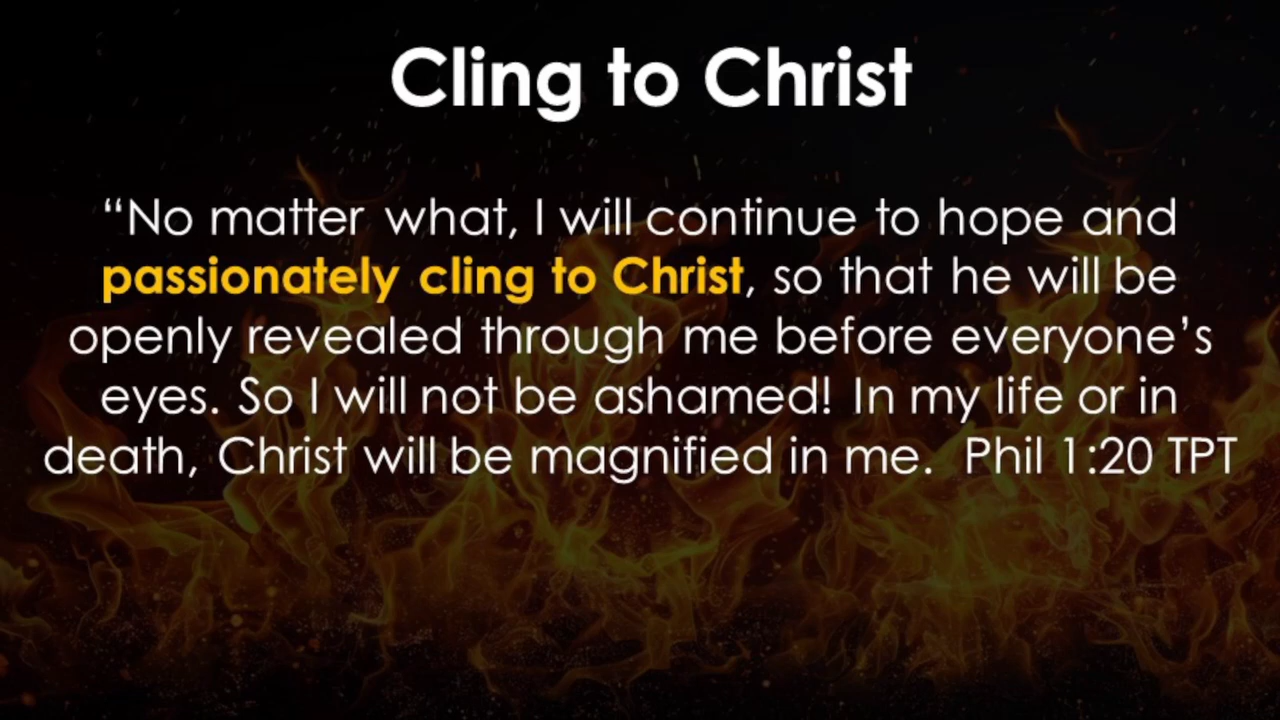 Cling to Christ
“No matter what, I will continue to hope and
passionately cling to Christ, so that he will be
openly revealed through me before everyone’s
eyes. So I will not be ashamed! In my life or in
death, Christ will be magnified in me.  Phil 1:20 TPT